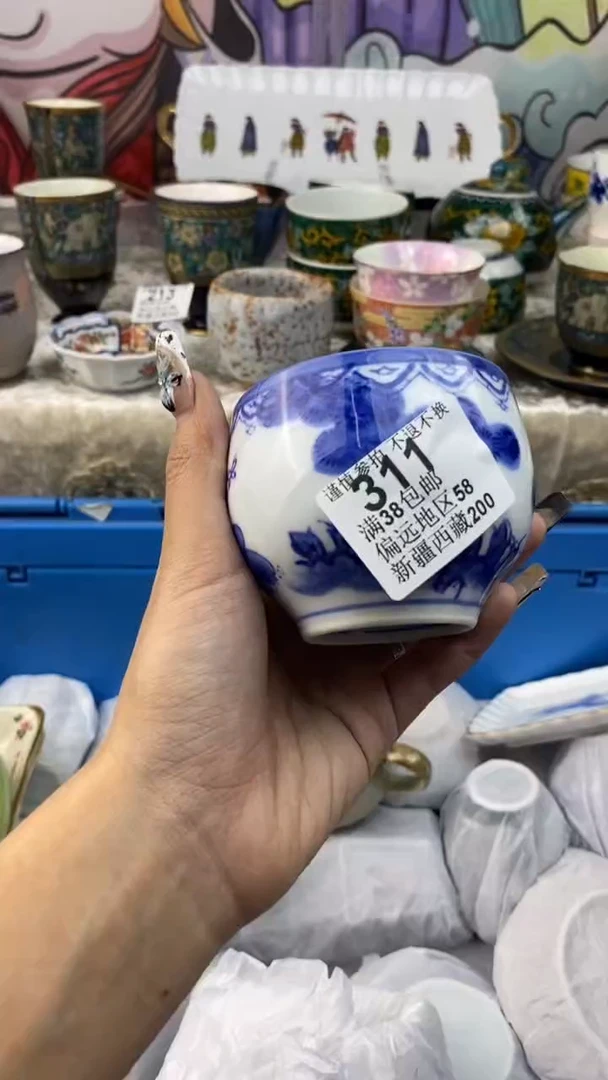 213
谨慎参拍 不退不换
311
满38包邮
偏远地区58
新疆西藏200